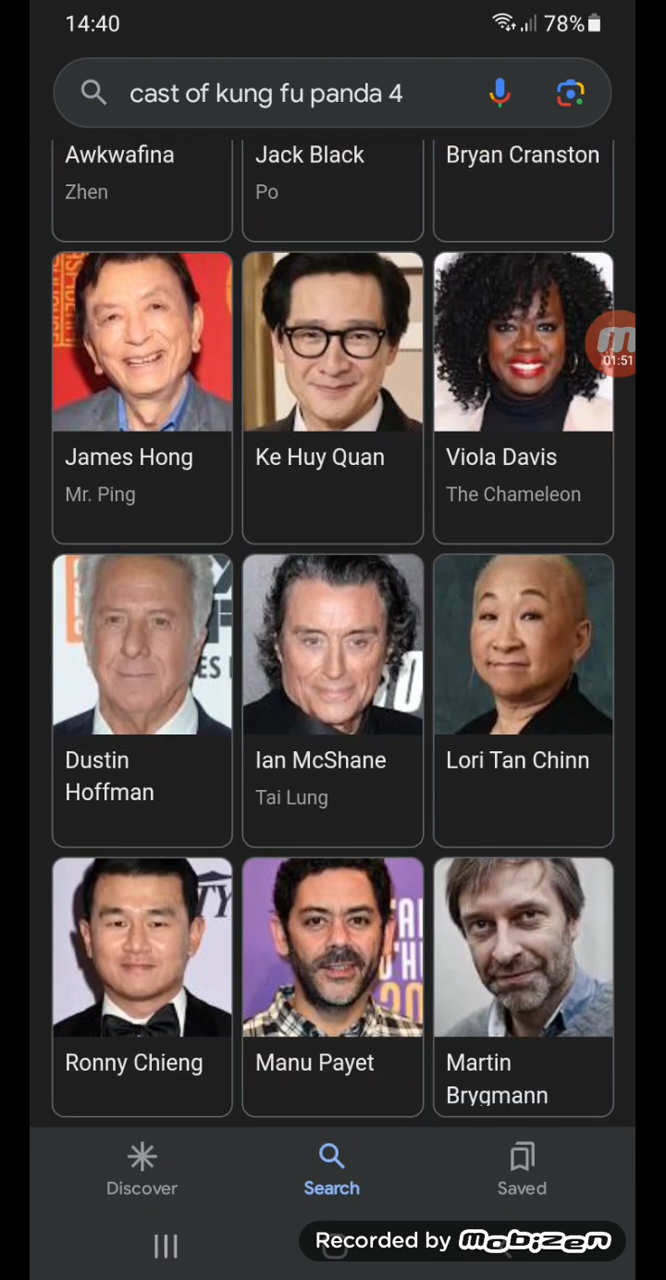 14:40
78%
cast of kung fu panda 4
Awkwafina
Jack Black
Bryan Cranston
Zhen
Po
01:51
James Hong
Ke Huy Quan
Viola Davis
Mr. Ping
The Chameleon
Dustin
Hoffman
Ian McShane
Lori Tan Chinn
Tai Lung
Ronny Chieng
Manu Payet
Martin
Brygmann
Discover
Search
Saved
Recorded by mobizen